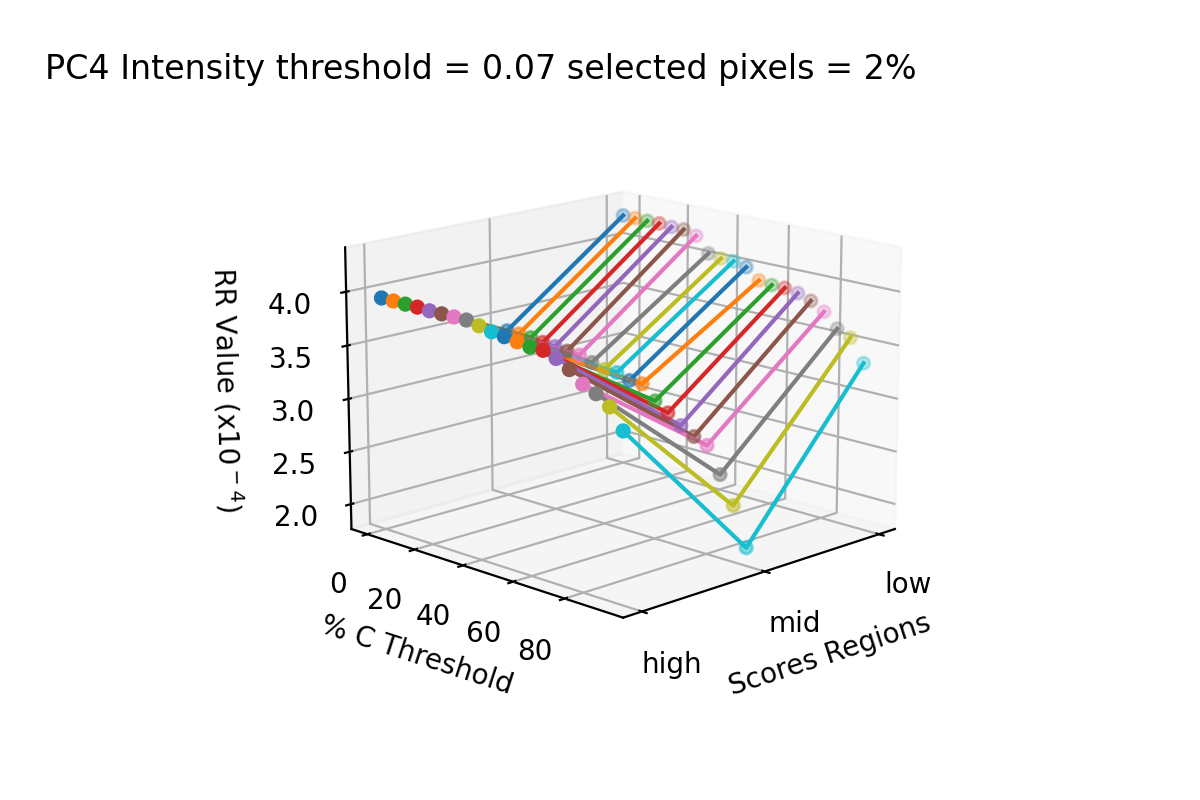 PC4 Intensity threshold = 0.07 selected pixels = 2%
RR Value (x10⁻⁴)
4.0
3.5
3.0
2.5
2.0
0
20
40
60
80
% C Threshold
high
mid
low
Scores Regions